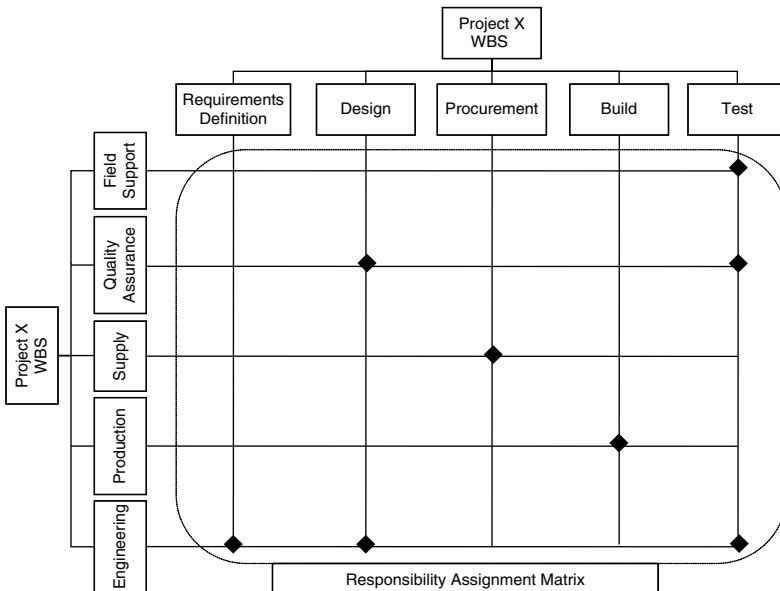 Project X
WBS
Requirements
Definition
Design
Procurement
Build
Test
Field
Support
Quality
Assurance
Project X
WBS
Supply
Production
Engineering
Responsibility Assignment Matrix